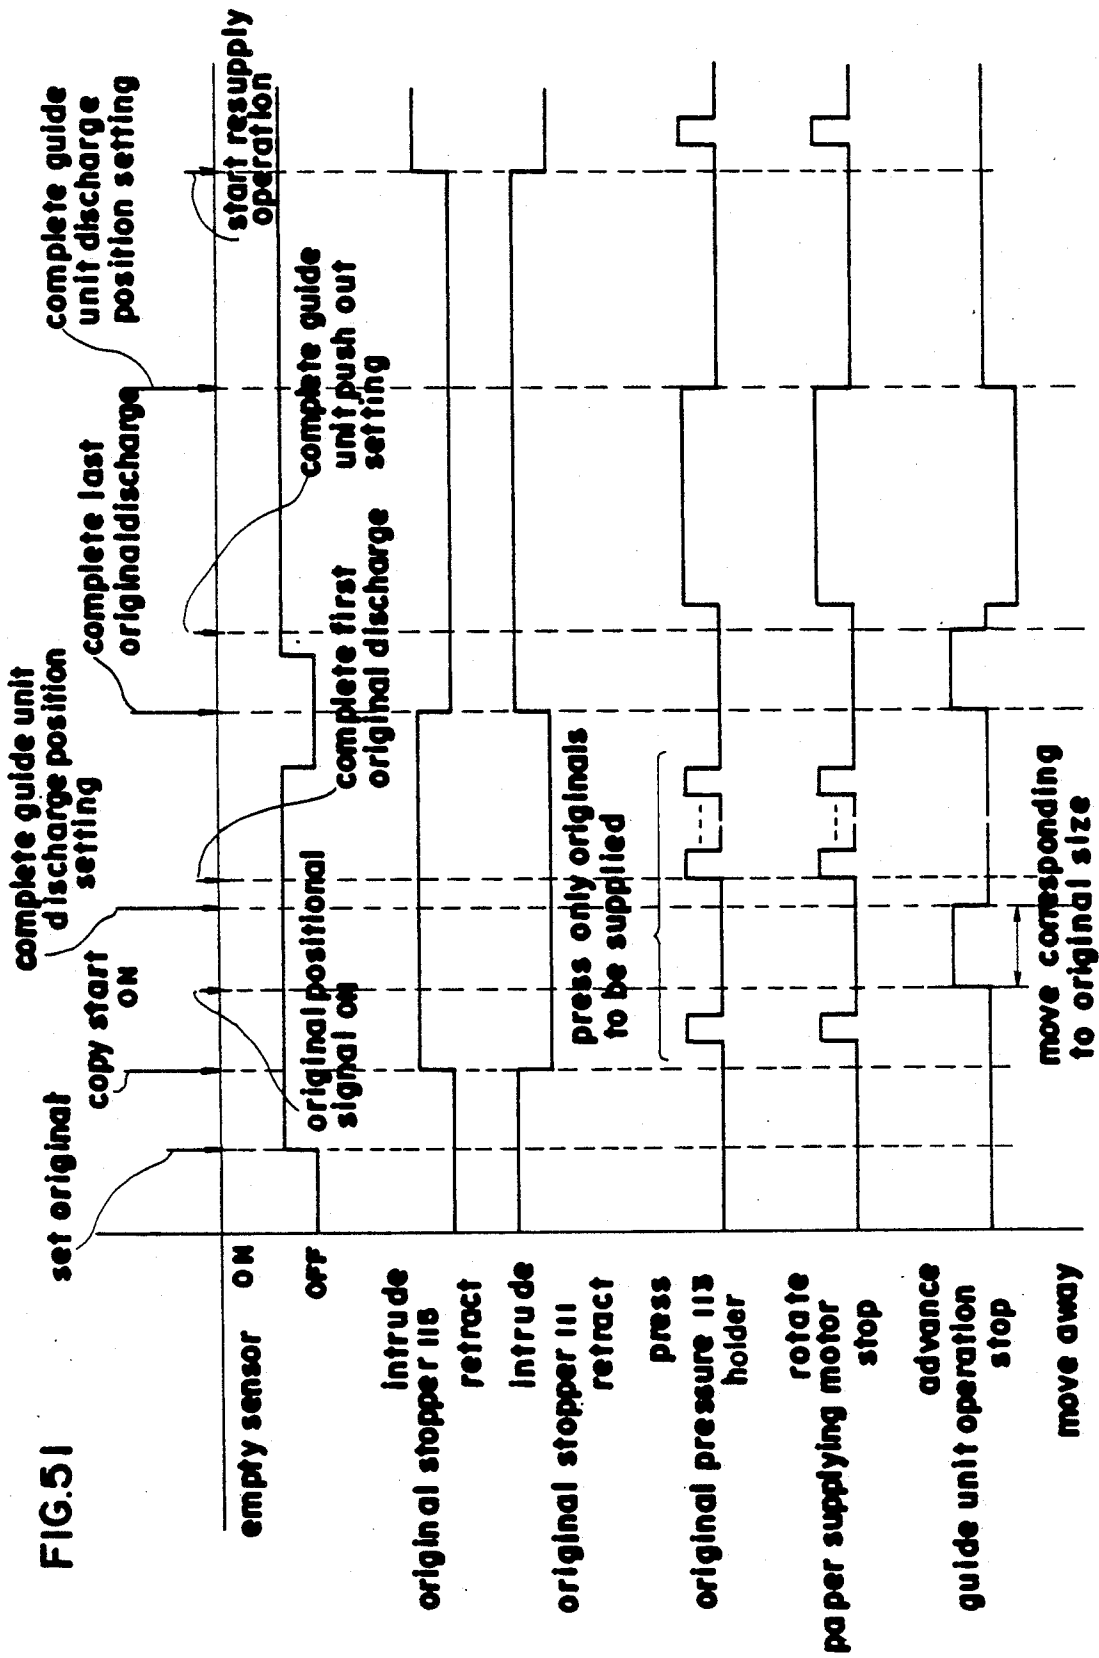 FIG.51
set original
copy start
ON
complete guide unit
discharge position
setting
complete last
original discharge
complete guide
unit discharge
position setting
start resupply
operation
original positional
signal ON
complete first
original discharge
complete guide
unit push out
setting
empty sensor
ON
OFF
intrude
original stopper 118
retract
intrude
original stopper 111
retract
press only originals
to be supplied
press
original pressure 113
holder
rotate
paper supplying motor
stop
advance
guide unit operation
stop
move away
move corresponding
to original size